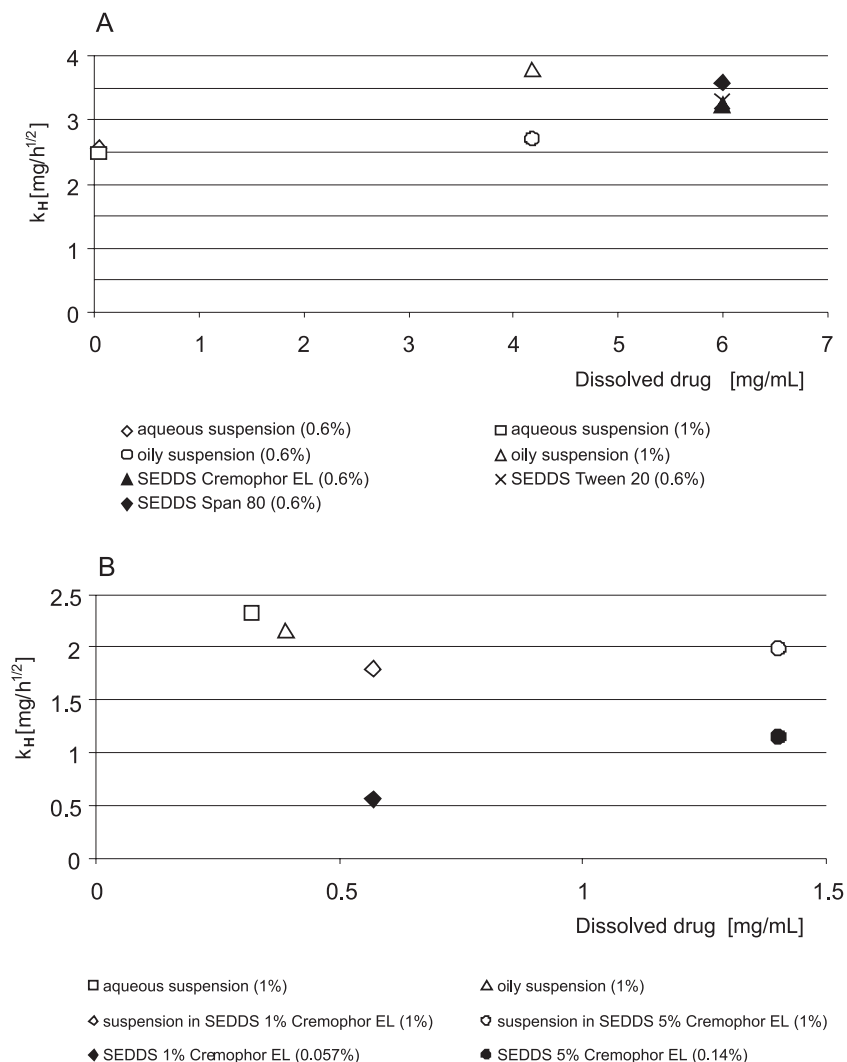 A
4
3
2
1
0
k_H [mg/h^1/2]
0 1 2 3 4 5 6 7
Dissolved drug [mg/mL]
◇ aqueous suspension (0.6%) □ aqueous suspension (1%)
○ oily suspension (0.6%) △ oily suspension (1%)
▲ SEDDS Cremophor EL (0.6%) × SEDDS Tween 20 (0.6%)
◆ SEDDS Span 80 (0.6%)
B
2.5
2
1.5
1
0.5
0
k_H [mg/h^1/2]
0 0.5 1 1.5
Dissolved drug [mg/mL]
□ aqueous suspension (1%) △ oily suspension (1%)
◇ suspension in SEDDS 1% Cremophor EL (1%) ○ suspension in SEDDS 5% Cremophor EL (1%)
◆ SEDDS 1% Cremophor EL (0.057%) ● SEDDS 5% Cremophor EL (0.14%)